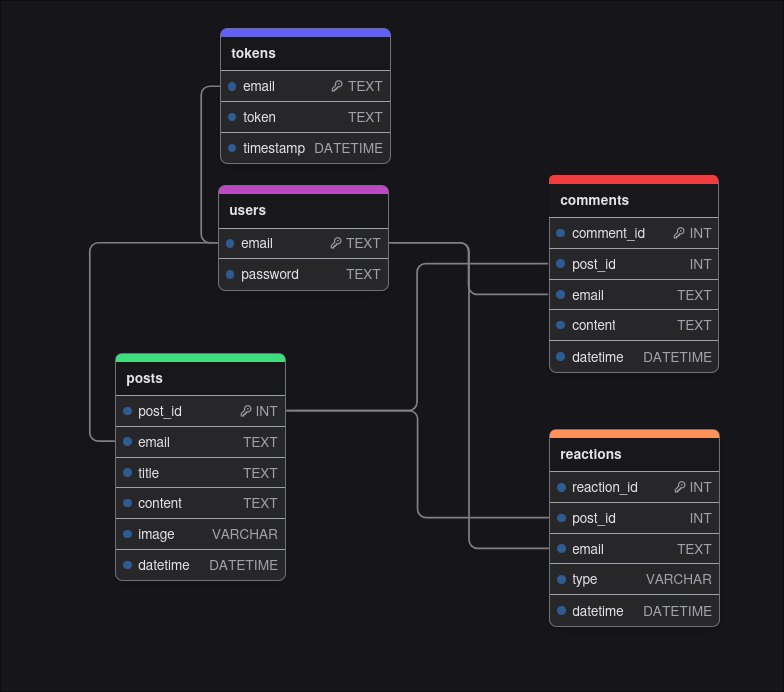 tokens
email TEXT
token TEXT
timestamp DATETIME
users
email TEXT
password TEXT
comments
comment_id INT
post_id INT
email TEXT
content TEXT
datetime DATETIME
posts
post_id INT
email TEXT
title TEXT
content TEXT
image VARCHAR
datetime DATETIME
reactions
reaction_id INT
post_id INT
email TEXT
type VARCHAR
datetime DATETIME